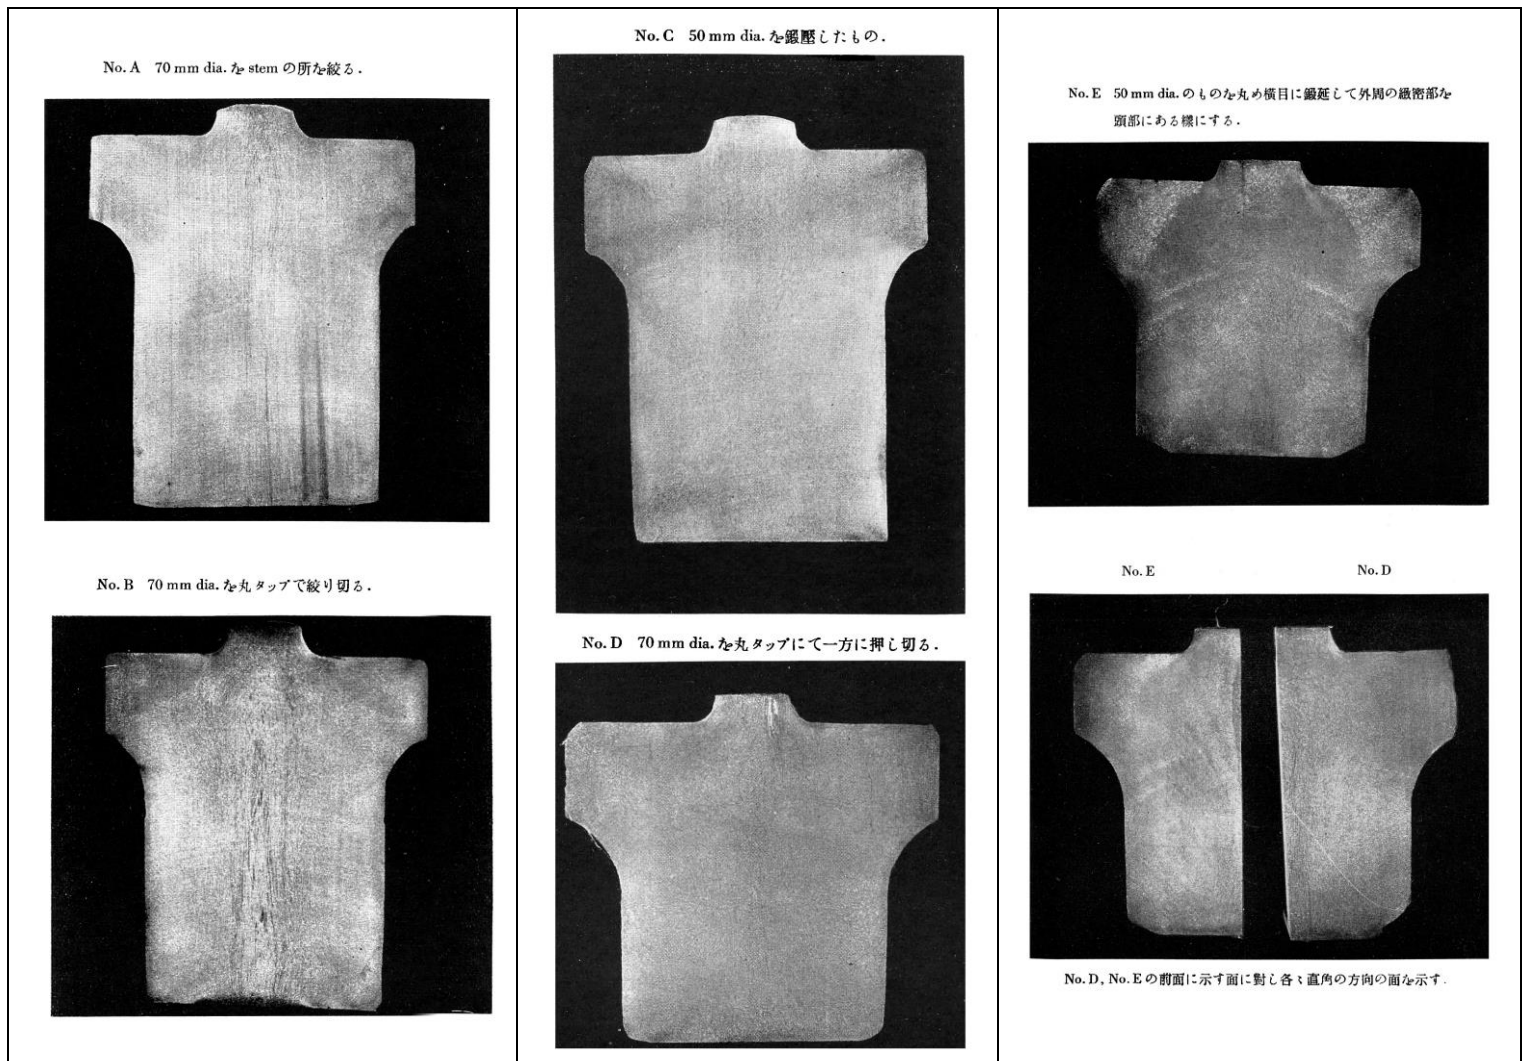 No. A 70 mm dia. を stem の所を絞る.
No. B 70 mm dia. を丸タップで絞り切る.
No. C 50 mm dia. を鍛壓したもの.
No. D 70 mm dia. を丸タップにて一方に押し切る.
No. E 50 mm dia. のものを丸め横目に鍛延して外周の緻密部を
頭部にある樣にする.
No. E No. D
No. D, No. E の前面に示す面に對し各々直角の方向の面を示す.